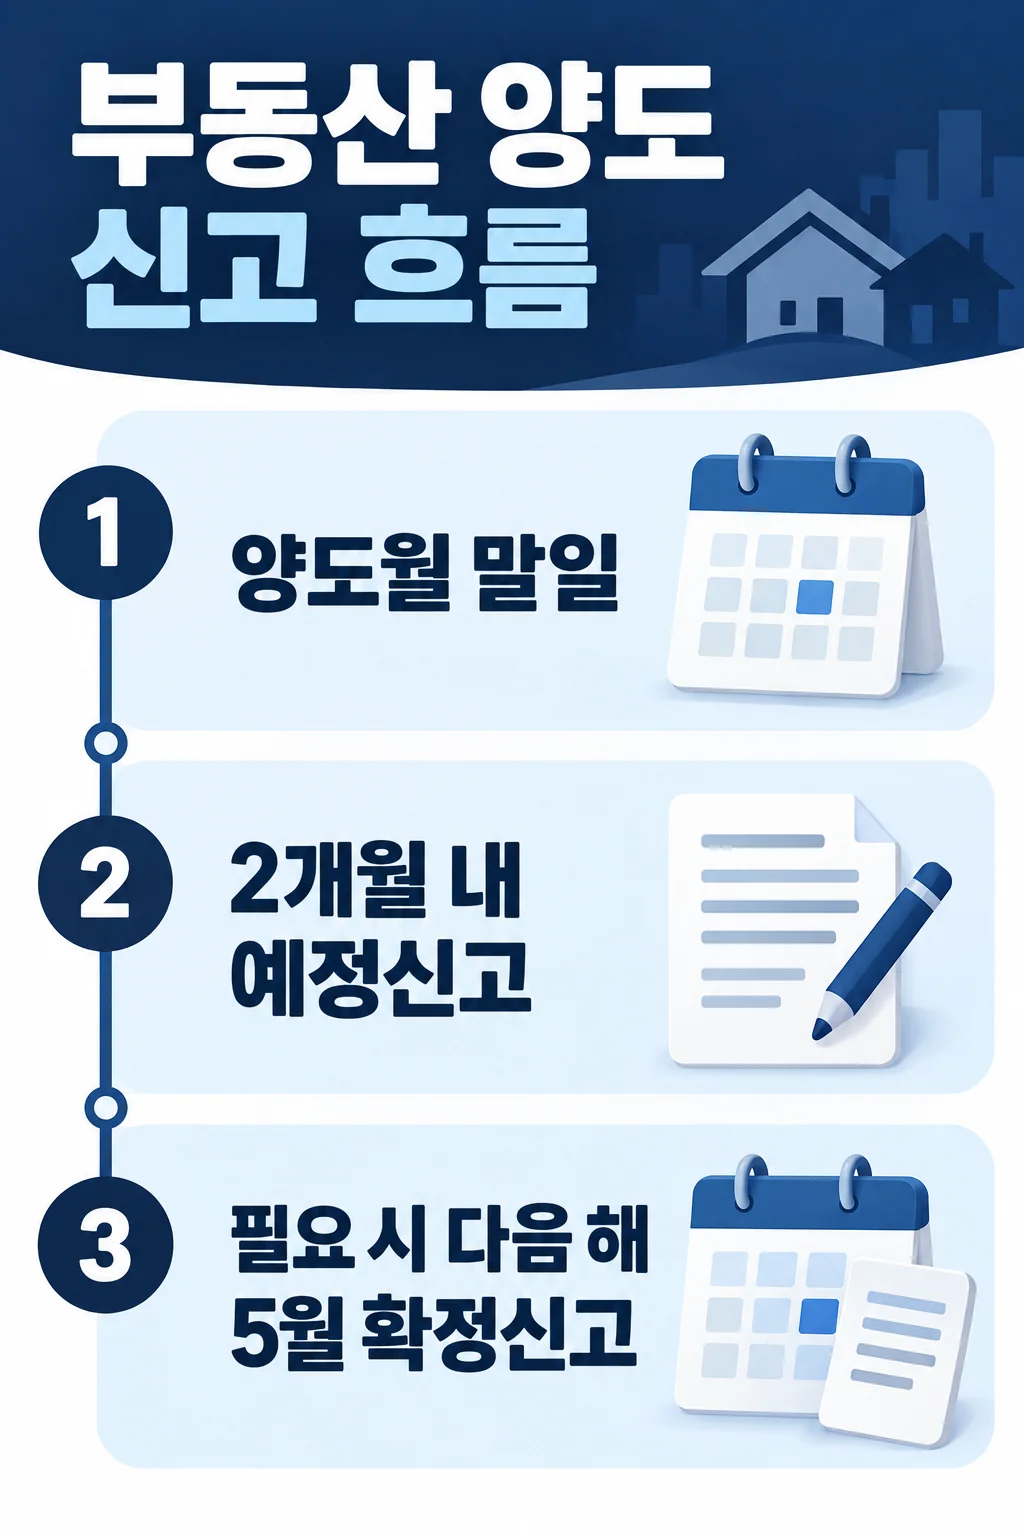 부동산 양도
신고 흐름
1
양도월 말일
2
2개월 내
예정신고
3
필요 시 다음 해
5월 확정신고